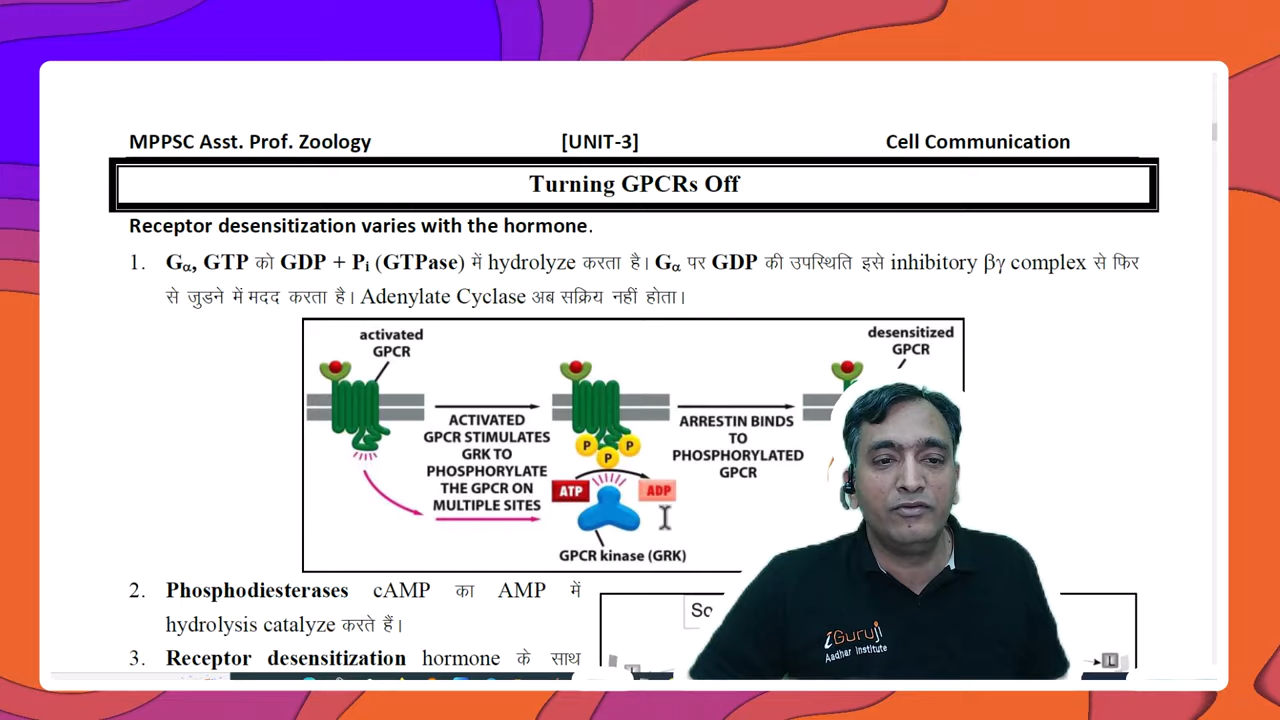 MPPSC Asst. Prof. Zoology [UNIT-3] Cell Communication
Turning GPCRs Off
Receptor desensitization varies with the hormone.
1. Gα, GTP को GDP + Pi (GTPase) में hydrolyze करता है। Gα पर GDP की उपस्थिति इसे inhibitory βγ complex से फिर
से जुडने में मदद करता है। Adenylate Cyclase अब सक्रिय नहीं होता।
activated
GPCR
desensitized
GPCR
ACTIVATED
GPCR STIMULATES
GRK TO
PHOSPHORYLATE
THE GPCR ON
MULTIPLE SITES
P
P
P
ATP
ADP
GPCR kinase (GRK)
ARRESTIN BINDS
TO
PHOSPHORYLATED
GPCR
2. Phosphodiesterases cAMP का AMP में
hydrolysis catalyze करते हैं।
3. Receptor desensitization hormone के साथ
L
iGuruji
Aadhar Institute